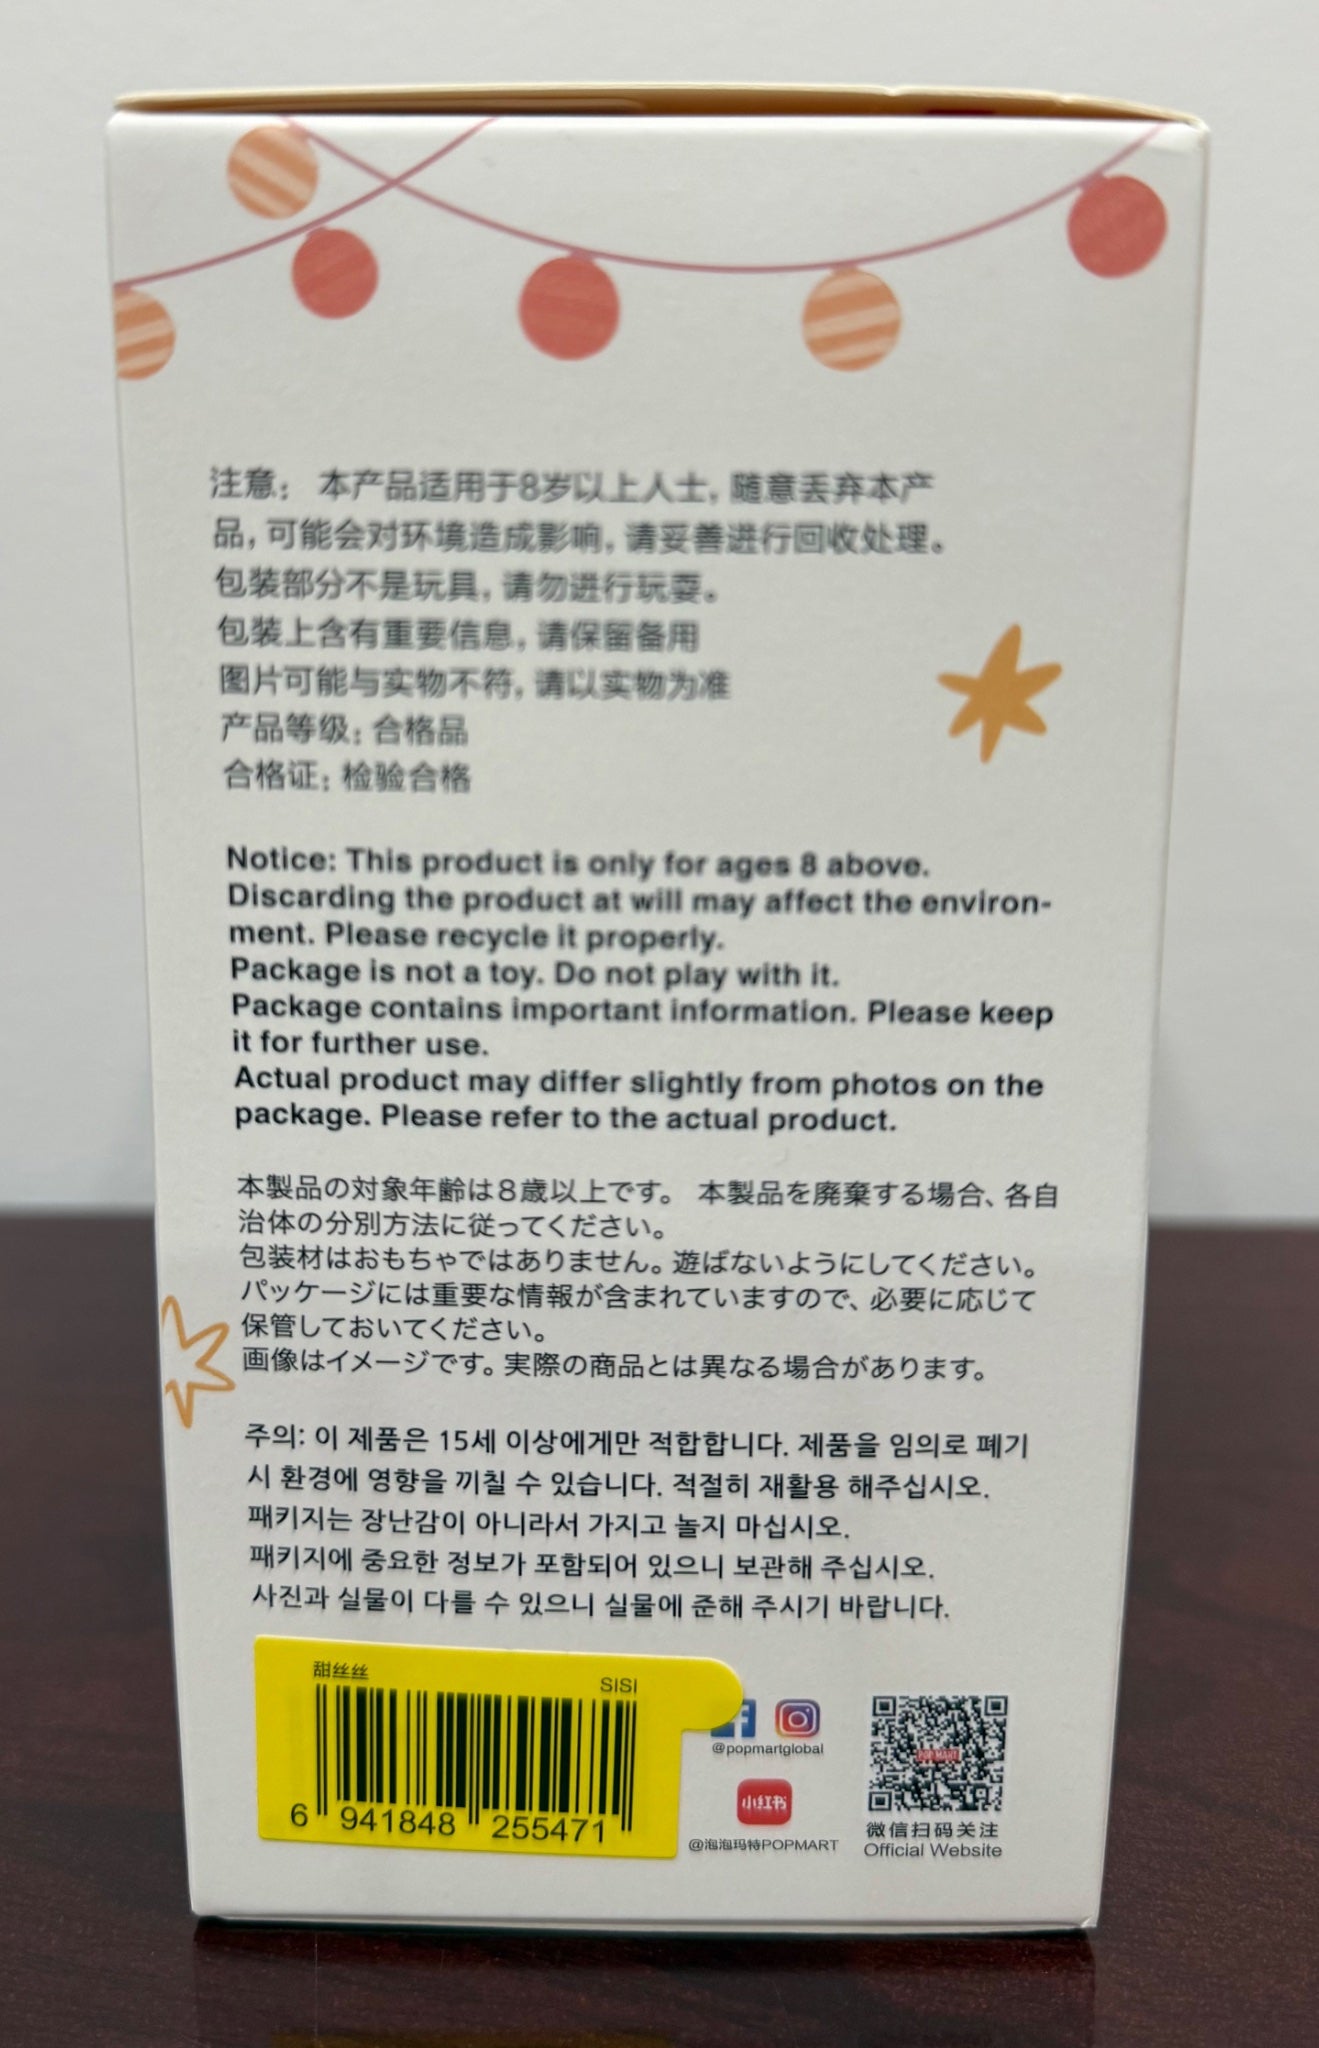 注意： 本产品适用于8岁以上人士，随意丢弃本产
品，可能会对环境造成影响，请妥善进行回收处理。
包装部分不是玩具，请勿进行玩耍。
包装上含有重要信息，请保留备用
图片可能与实物不符，请以实物为准
产品等级：合格品
合格证：检验合格
Notice: This product is only for ages 8 above.
Discarding the product at will may affect the environ-
ment. Please recycle it properly.
Package is not a toy. Do not play with it.
Package contains important information. Please keep
it for further use.
Actual product may differ slightly from photos on the
package. Please refer to the actual product.
本製品の対象年齢は8歳以上です。 本製品を廃棄する場合、各自
治体の分別方法に従ってください。
包装材はおもちゃではありません。遊ばないようにしてください。
パッケージには重要な情報が含まれていますので、必要に応じて
保管しておいてください。
画像はイメージです。実際の商品とは異なる場合があります。
주의: 이 제품은 15세 이상에게만 적합합니다. 제품을 임의로 폐기
시 환경에 영향을 끼칠 수 있습니다. 적절히 재활용 해주십시오.
패키지는 장난감이 아니라서 가지고 놀지 마십시오.
패키지에 중요한 정보가 포함되어 있으니 보관해 주십시오.
사진과 실물이 다를 수 있으니 실물에 준해 주시기 바랍니다.
甜丝丝
SISI
6 941848 255471
@popmartglobal
小红书
@泡泡玛特POPMART
POP MART
微信扫码关注
Official Website